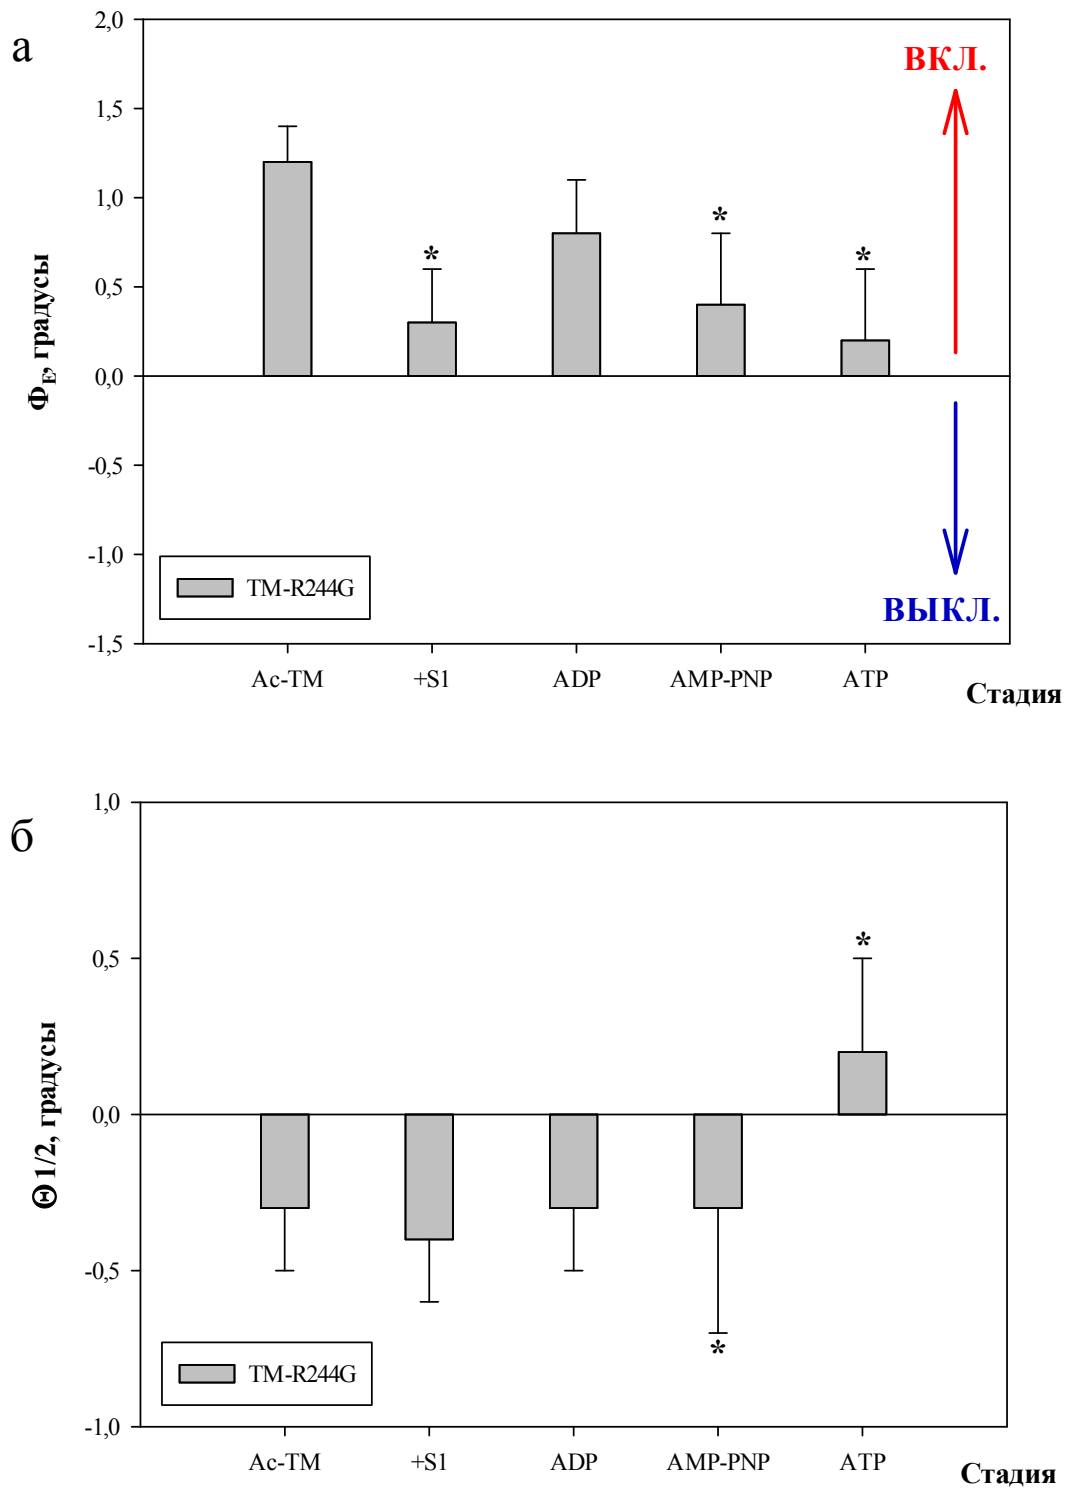 а
2,0
1,5
1,0
0,5
0,0
-0,5
-1,0
-1,5
Φ_E, градусы
ВКЛ.
ВЫКЛ.
*
*
*
TM-R244G
Ac-TM +S1 ADP AMP-PNP ATP
Стадия
б
1,0
0,5
0,0
-0,5
-1,0
Θ 1/2, градусы
*
*
TM-R244G
Ac-TM +S1 ADP AMP-PNP ATP
Стадия